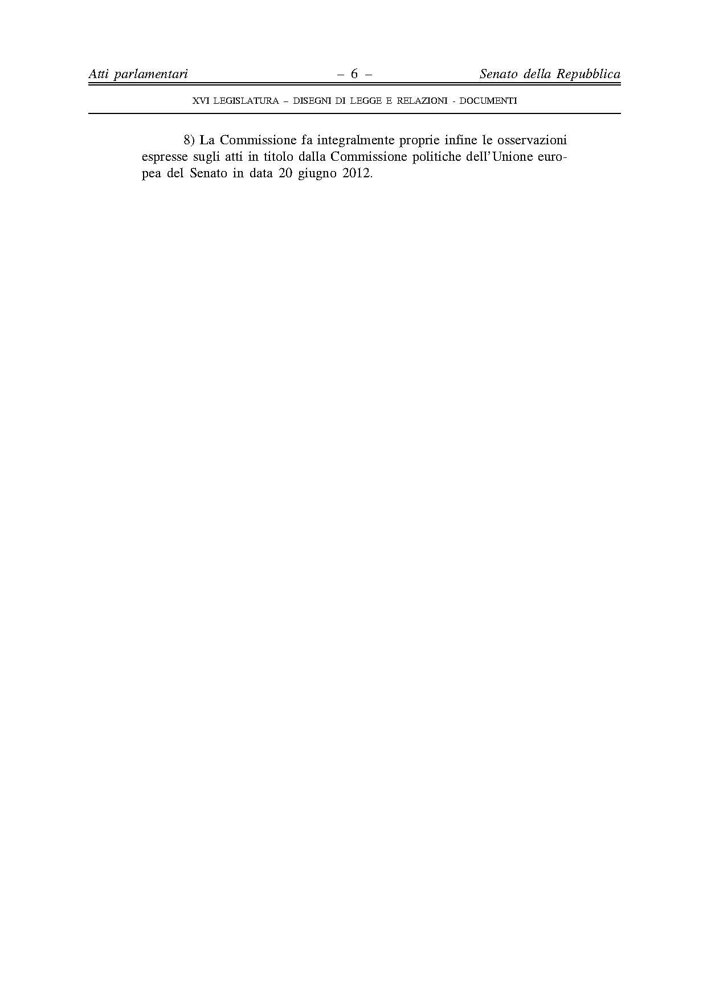 Atti parlamentari – 6 – Senato della Repubblica
XVI LEGISLATURA – DISEGNI DI LEGGE E RELAZIONI - DOCUMENTI
8) La Commissione fa integralmente proprie infine le osservazioni
espresse sugli atti in titolo dalla Commissione politiche dell’Unione euro-
pea del Senato in data 20 giugno 2012.